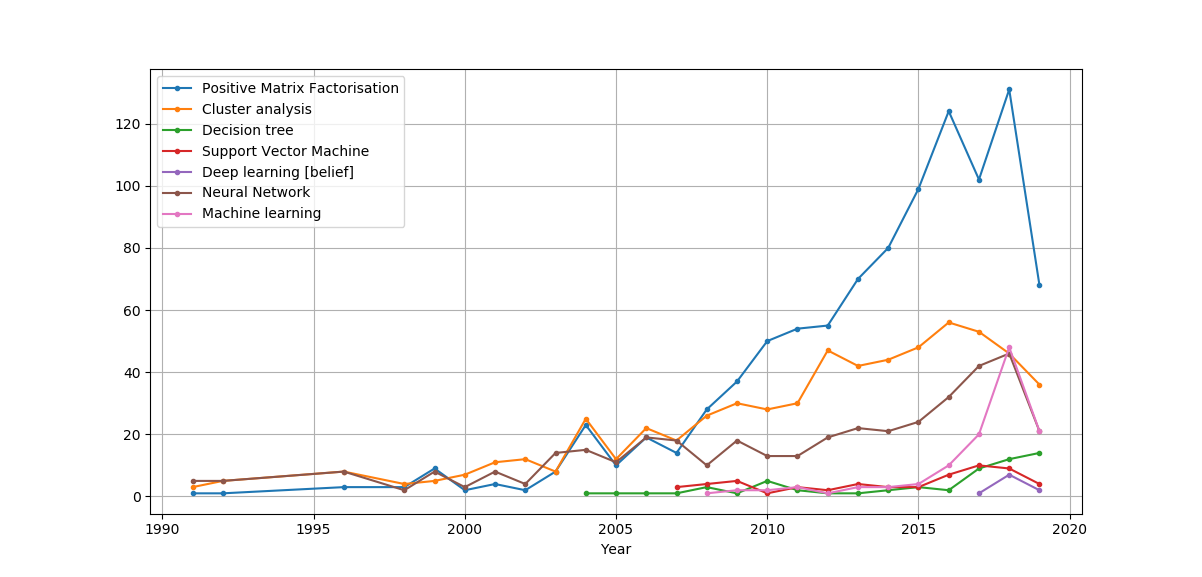 Positive Matrix Factorisation
Cluster analysis
Decision tree
Support Vector Machine
Deep learning [belief]
Neural Network
Machine learning
120
100
80
60
40
20
0
1990 1995 2000 2005 2010 2015 2020
Year